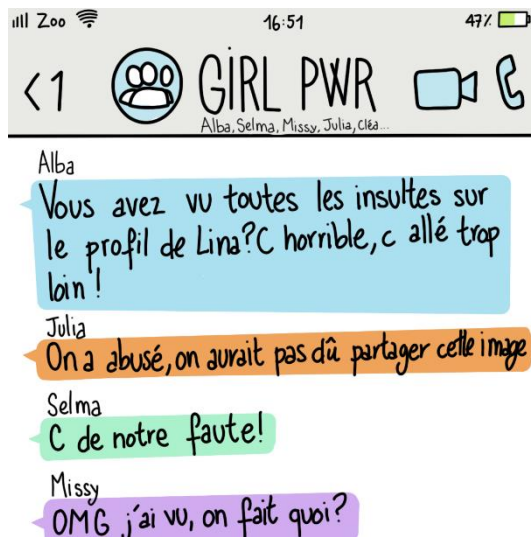 Zoo
16:51
47%
<1
GIRL PWR
Alba, Selma, Missy, Julia, Cléa...
Alba
Vous avez vu toutes les insultes sur
le profil de Lina? C horrible, c allé trop
loin !
Julia
On a abusé, on aurait pas dû partager cette image
Selma
C de notre faute!
Missy
OMG j'ai vu, on fait quoi?